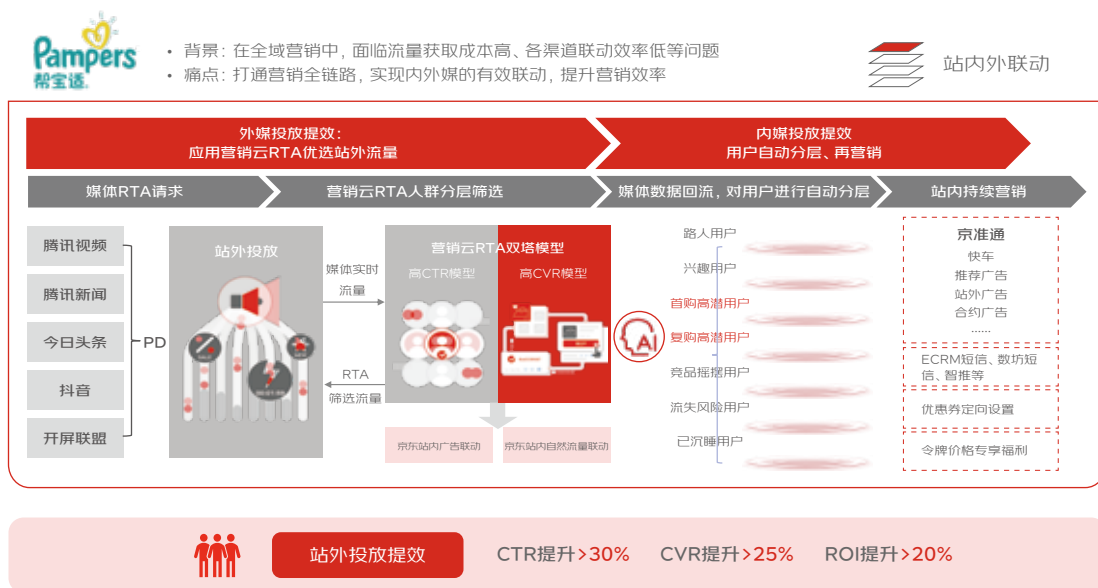 Pampers
帮宝适
• 背景：在全域营销中，面临流量获取成本高、各渠道联动效率低等问题
• 痛点：打通营销全链路，实现内外媒的有效联动，提升营销效率
站内外联动
外媒投放提效：
应用营销云RTA优选站外流量
内媒投放提效
用户自动分层、再营销
媒体RTA请求
营销云RTA人群分层筛选
媒体数据回流，对用户进行自动分层
站内持续营销
腾讯视频
腾讯新闻
今日头条
抖音
开屏联盟
PD
站外投放
媒体实时
流量
RTA
筛选流量
营销云RTA双塔模型
高CTR模型
高CVR模型
京东站内广告联动
京东站内自然流量联动
AI
路人用户
兴趣用户
首购高潜用户
复购高潜用户
竞品摇摆用户
流失风险用户
已沉睡用户
京准通
快车
推荐广告
站外广告
合约广告
......
ECRM短信、数坊短
信、智推等
优惠券定向设置
令牌价格专享福利
站外投放提效
CTR提升>30%
CVR提升>25%
ROI提升>20%